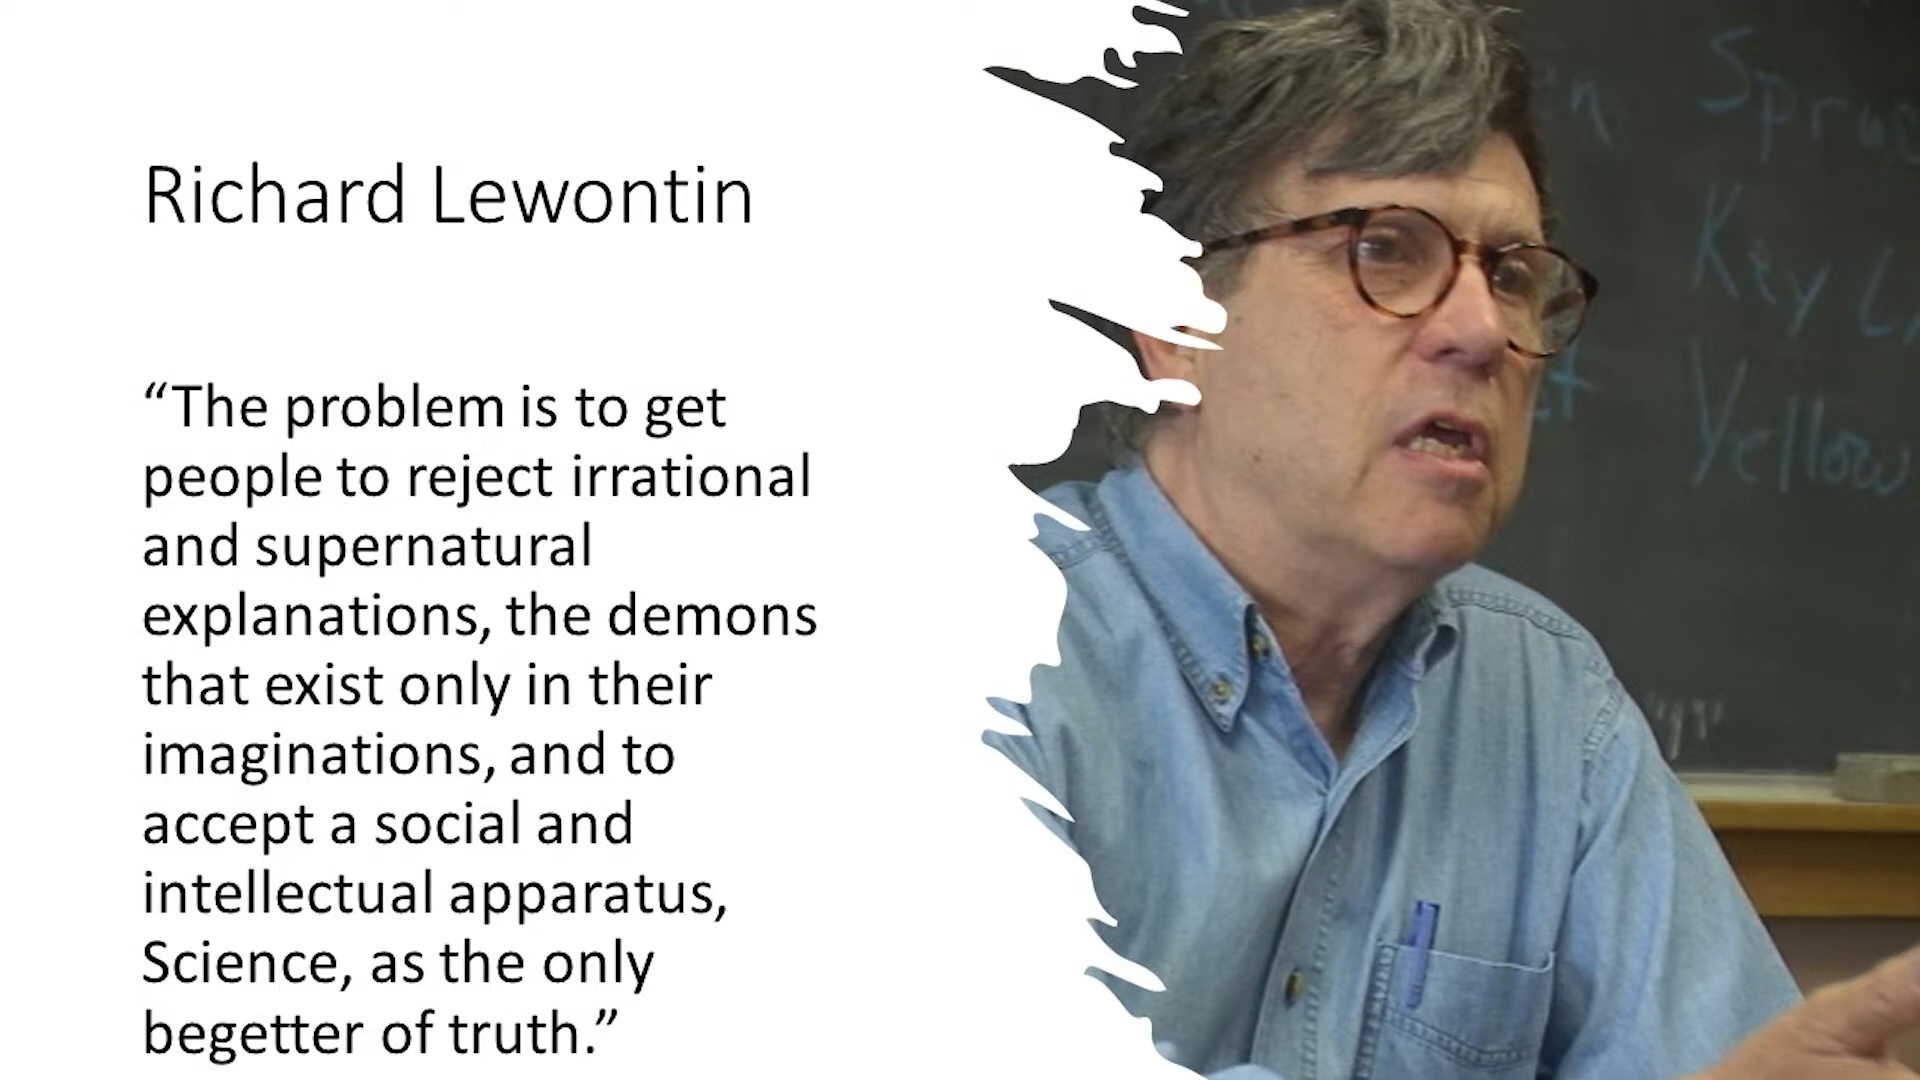 Richard Lewontin
“The problem is to get
people to reject irrational
and supernatural
explanations, the demons
that exist only in their
imaginations, and to
accept a social and
intellectual apparatus,
Science, as the only
begetter of truth.”
Key
Yellow